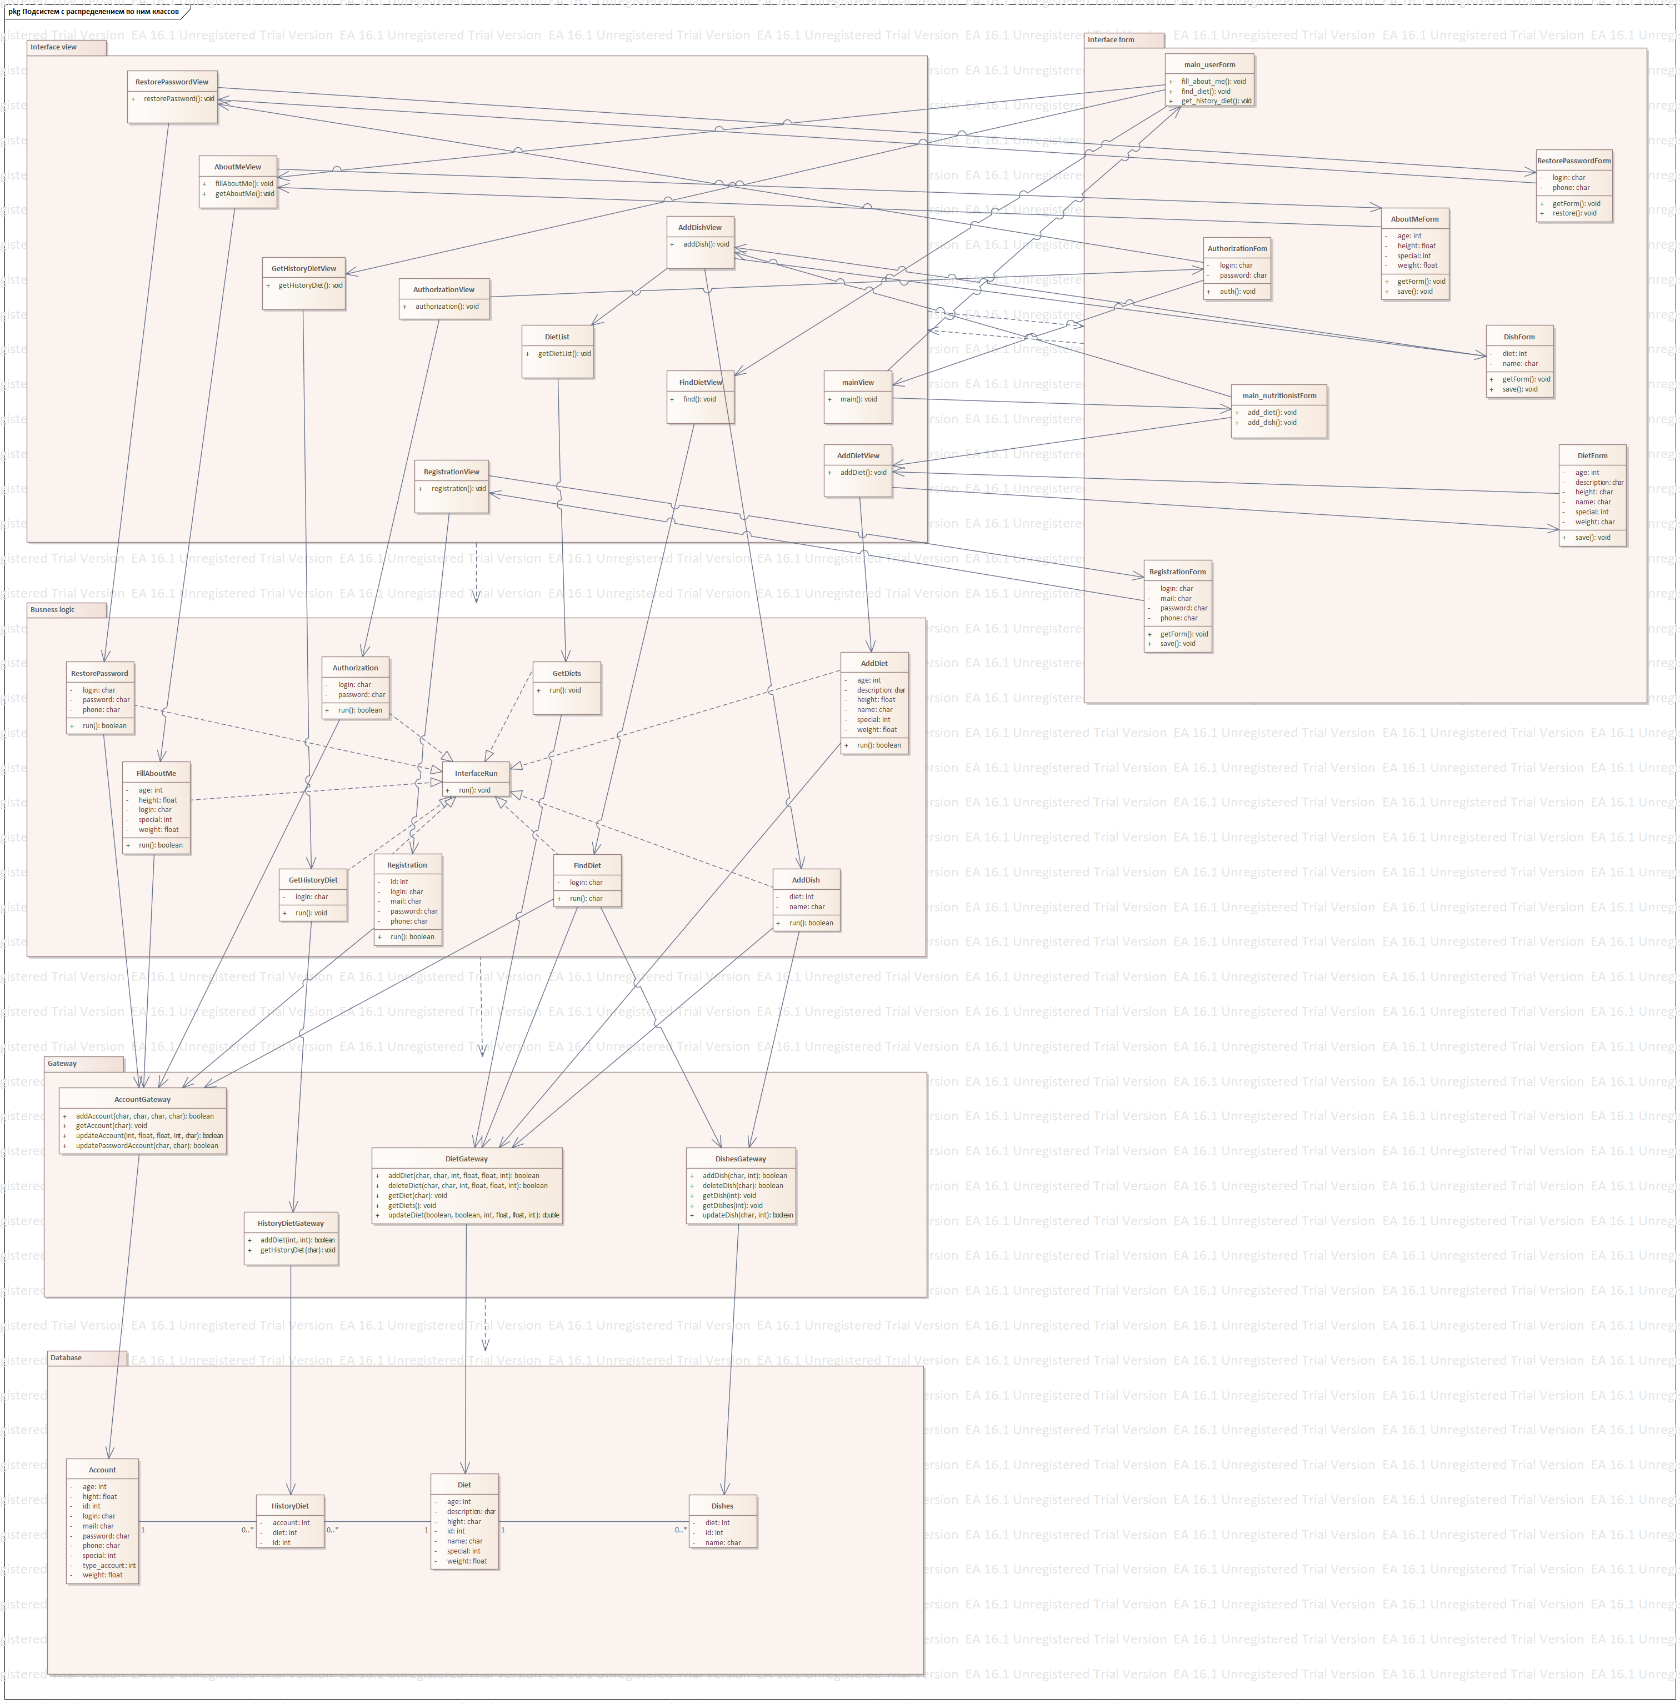 pkg Подсистем с распределением по ним классов
Interface view
RestorePasswordView
+ restorePassword(): void
AboutMeView
+ fillAboutMe(): void
+ getAboutMe(): void
AddDishView
+ addDish(): void
GetHistoryDietView
+ getHistoryDiet(): void
AuthorizationView
+ authorization(): void
DietList
+ getDietList(): void
FindDietView
+ find(): void
mainView
+ main(): void
AddDietView
+ addDiet(): void
RegistrationView
+ registration(): void
Interface form
main_userForm
+ fill_about_me(): void
+ find_diet(): void
+ get_history_diet(): void
RestorePasswordForm
- login: char
- phone: char
+ getForm(): void
+ restore(): void
AboutMeForm
- age: int
- height: float
- special: int
- weight: float
+ getForm(): void
+ save(): void
AuthorizationFom
- login: char
- password: char
+ auth(): void
DishForm
- diet: int
- name: char
+ getForm(): void
+ save(): void
main_nutritionistForm
+ add_diet(): void
+ add_dish(): void
DietForm
- age: int
- description: char
- height: char
- name: char
- special: int
- weight: char
+ save(): void
RegistrationForm
- login: char
- mail: char
- password: char
- phone: char
+ getForm(): void
+ save(): void
Busness logic
RestorePassword
- login: char
- password: char
- phone: char
+ run(): boolean
Authorization
- login: char
- password: char
+ run(): boolean
GetDiets
+ run(): void
AddDiet
- age: int
- description: char
- height: float
- name: char
- special: int
- weight: float
+ run(): boolean
FillAboutMe
- age: int
- height: float
- login: char
- special: int
- weight: float
+ run(): boolean
InterfaceRun
+ run(): void
GetHistoryDiet
- login: char
+ run(): void
Registration
- id: int
- login: char
- mail: char
- password: char
- phone: char
+ run(): boolean
FindDiet
- login: char
+ run(): char
AddDish
- diet: int
- name: char
+ run(): boolean
Gateway
AccountGateway
+ addAccount(char, char, char, char): boolean
+ getAccount(char): void
+ updateAccount(int, float, float, int, char): boolean
+ updatePasswordAccount(char, char): boolean
DietGateway
+ addDiet(char, char, int, float, float, int): boolean
+ deleteDiet(char, char, int, float, float, int): boolean
+ getDiet(char): void
+ getDiets(): void
+ updateDiet(boolean, boolean, int, float, float, int): double
DishesGateway
+ addDish(char, int): boolean
+ deleteDish(char): boolean
+ getDish(int): void
+ getDishes(int): void
+ updateDish(char, int): boolean
HistoryDietGateway
+ addDiet(int, int): boolean
+ getHistoryDiet(char): void
Database
Account
- age: int
- hight: float
- id: int
- login: char
- mail: char
- password: char
- phone: char
- special: int
- type_account: int
- weight: float
HistoryDiet
- account: int
- diet: int
- id: int
Diet
- age: int
- description: char
- hight: char
- id: int
- name: char
- special: int
- weight: float
Dishes
- diet: int
- id: int
- name: char
1 0..* 0..* 1 1 0..*
EA 16.1 Unregistered Trial Version